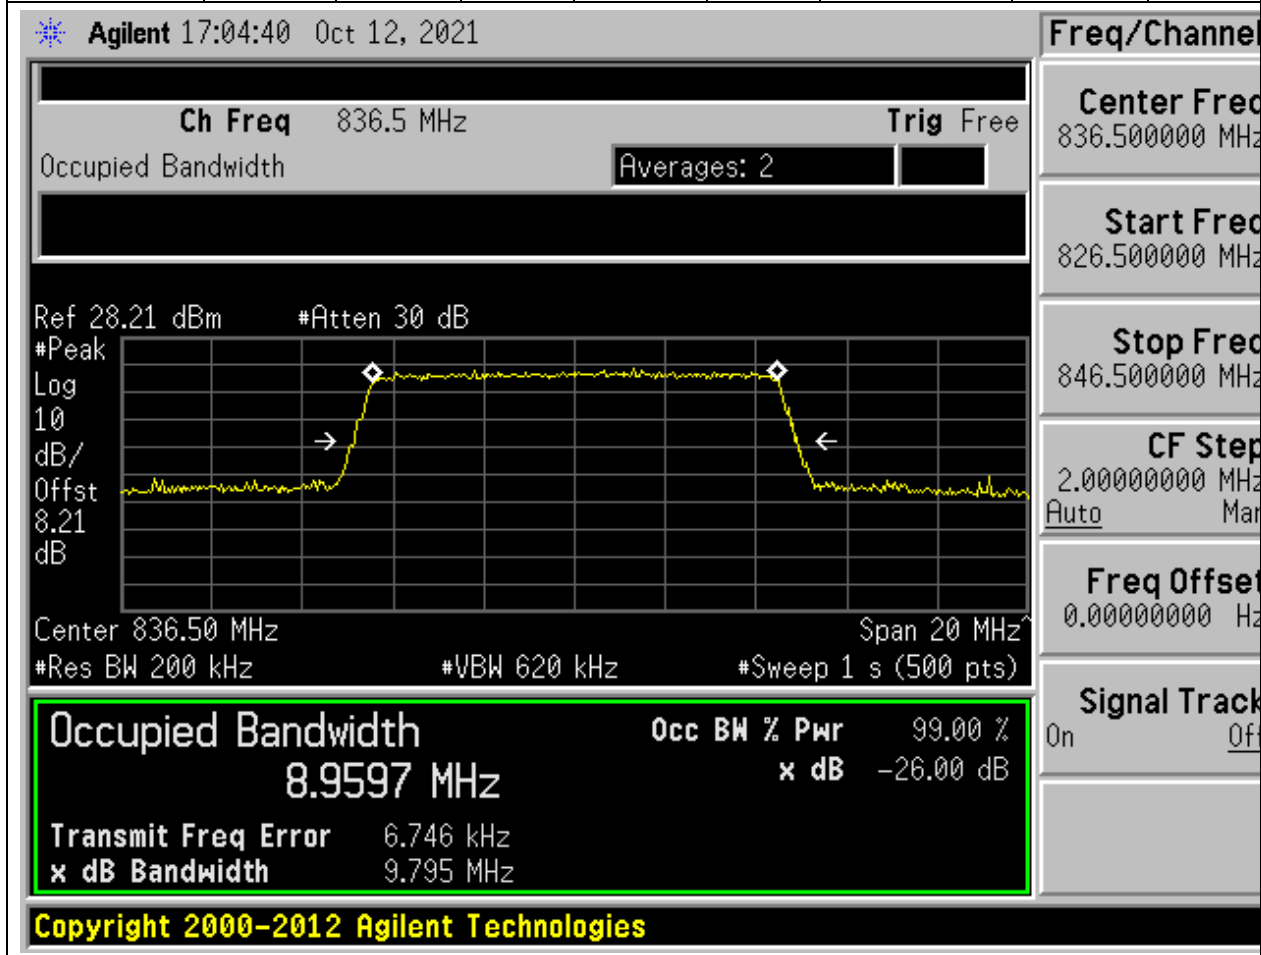 Agilent 17:04:40 Oct 12, 2021
Freq/Channel
Ch Freq 836.5 MHz Trig Free
Occupied Bandwidth Averages: 2
Center Freq
836.500000 MHz
Start Freq
826.500000 MHz
Stop Freq
846.500000 MHz
CF Step
2.00000000 MHz
Auto Man
Freq Offset
0.00000000 Hz
Signal Track
On Off
Ref 28.21 dBm #Atten 30 dB
#Peak
Log
10
dB/
Offst
8.21
dB
Center 836.50 MHz Span 20 MHz^
#Res BW 200 kHz #VBW 620 kHz #Sweep 1 s (500 pts)
Occupied Bandwidth Occ BW % Pwr 99.00 %
8.9597 MHz x dB -26.00 dB
Transmit Freq Error 6.746 kHz
x dB Bandwidth 9.795 MHz
Copyright 2000-2012 Agilent Technologies